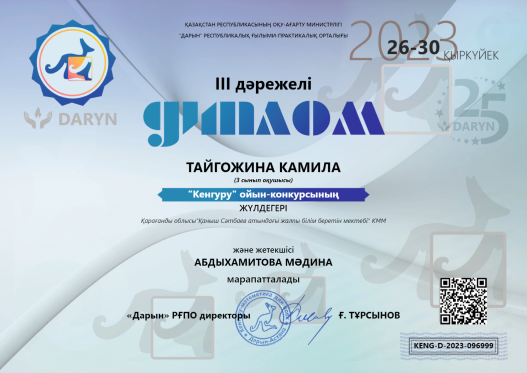 ҚАЗАҚСТАН РЕСПУБЛИКАСЫНЫҢ ОҚУ-АҒАРТУ МИНИСТРЛІГІ
"ДАРЫН" РЕСПУБЛИКАЛЫҚ ҒЫЛЫМИ-ПРАКТИКАЛЫҚ ОРТАЛЫҒЫ
2023
26-30
ҚЫРКҮЙЕК
DARYN
25
DARYN
III дәрежелі
ДИПЛОМ
ТАЙГОЖИНА КАМИЛА
(3 сынып оқушысы)
"Кенгуру" ойын-конкурсының
ЖҮЛДЕГЕРІ
Қарағанды облысы"Қаныш Сәтбаев атындағы жалпы білім беретін мектебі" КММ
және жетекшісі
АБДЫХАМИТОВА МӘДИНА
марапатталады
«Дарын» РҒПО директоры
Ғ. ТҰРСЫНОВ
KENG-D-2023-096999